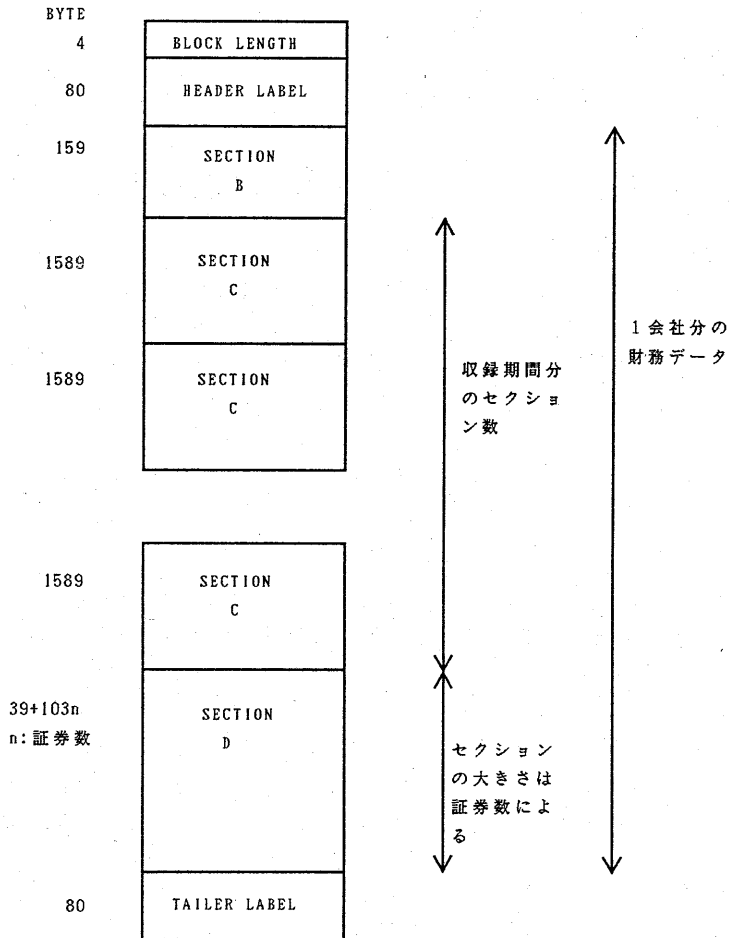 BYTE
4 BLOCK LENGTH
80 HEADER LABEL
159 SECTION
B
1589 SECTION
C
1589 SECTION
C
収録期間分
のセクショ
ン数
1会社分の
財務データ
1589 SECTION
C
39+103n SECTION
n:証券数 D
セクション
の大きさは
証券数によ
る
80 TAILER LABEL